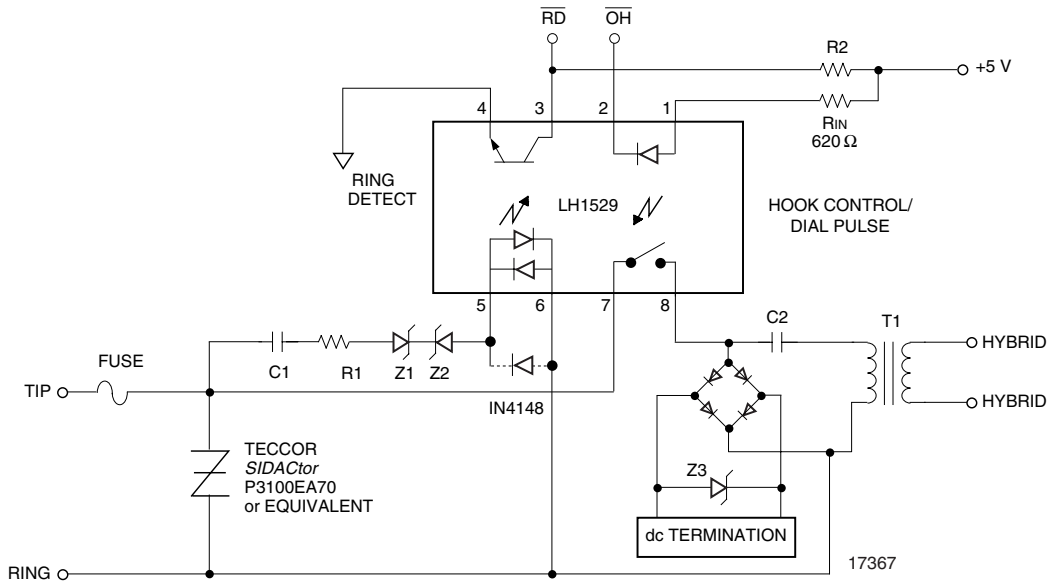 RD
OH
R2
+5 V
4
3
2
1
RIN
620 Ω
RING
DETECT
LH1529
HOOK CONTROL/
DIAL PULSE
5
6
7
8
C2
T1
HYBRID
FUSE
C1
R1
Z1
Z2
TIP
IN4148
HYBRID
TECCOR
SIDACtor
P3100EA70
or EQUIVALENT
Z3
dc TERMINATION
17367
RING